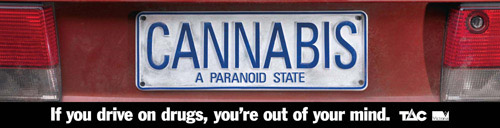 CANNABIS
A PARANOID STATE
If you drive on drugs, you're out of your mind. TAC